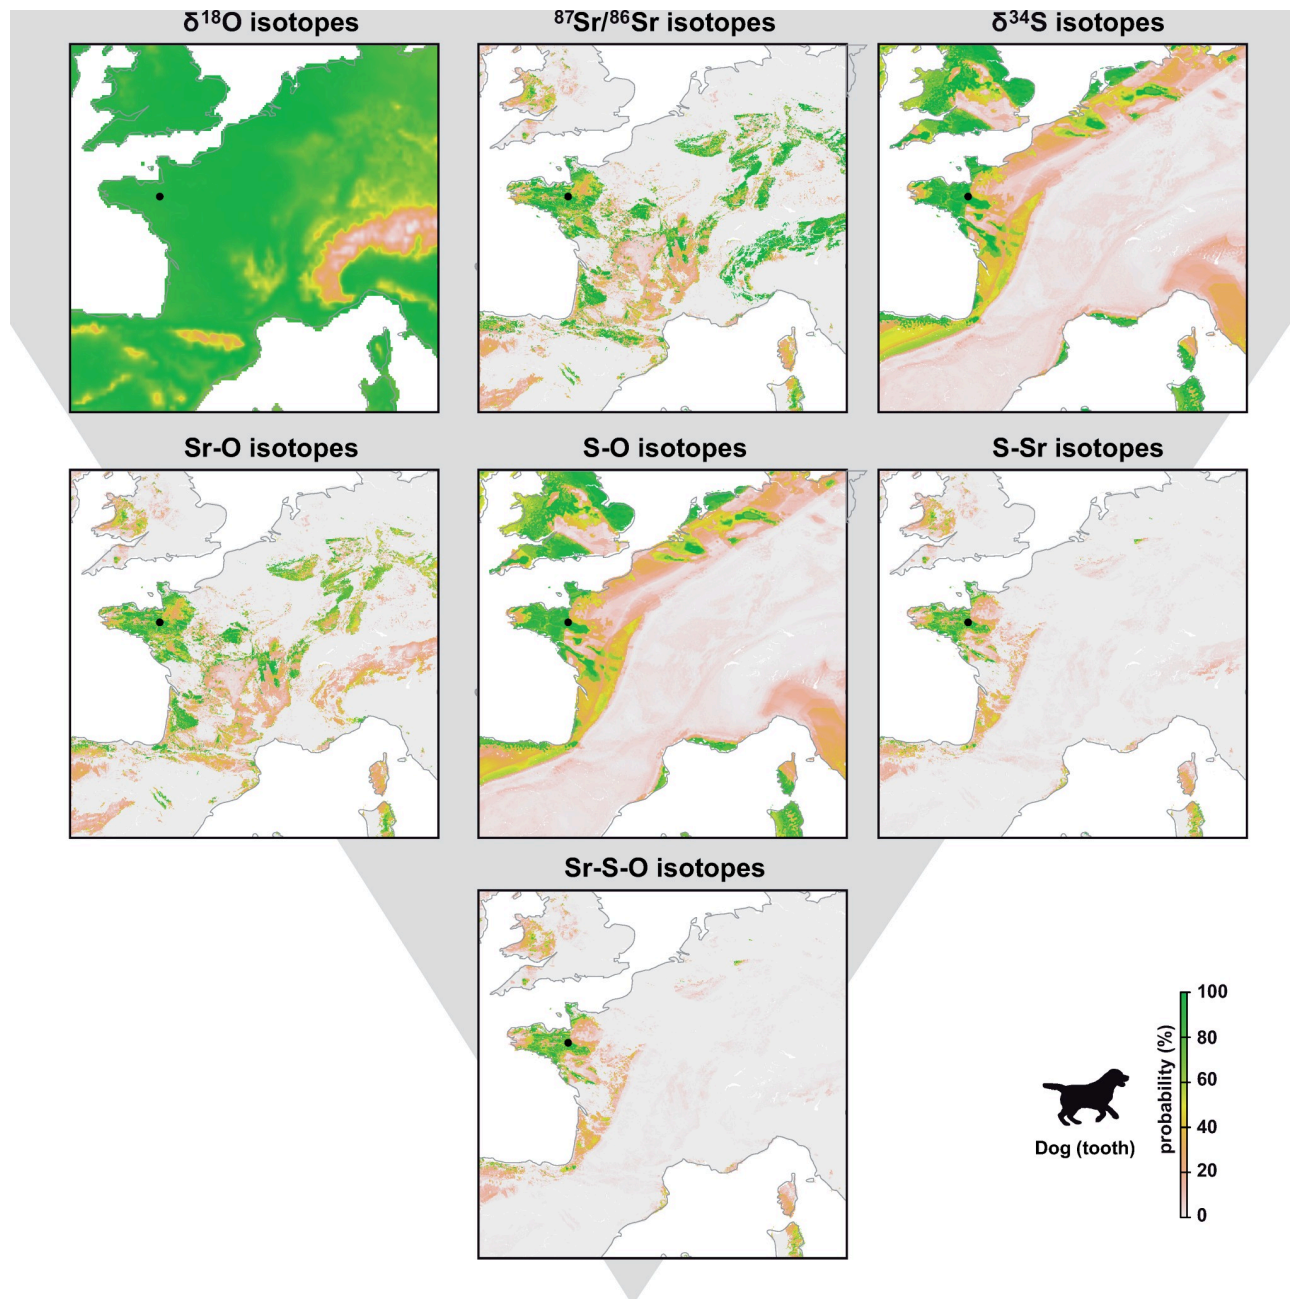 δ¹⁸O isotopes
⁸⁷Sr/⁸⁶Sr isotopes
δ³⁴S isotopes
Sr-O isotopes
S-O isotopes
S-Sr isotopes
Sr-S-O isotopes
Dog (tooth)
probability (%)
100
80
60
40
20
0